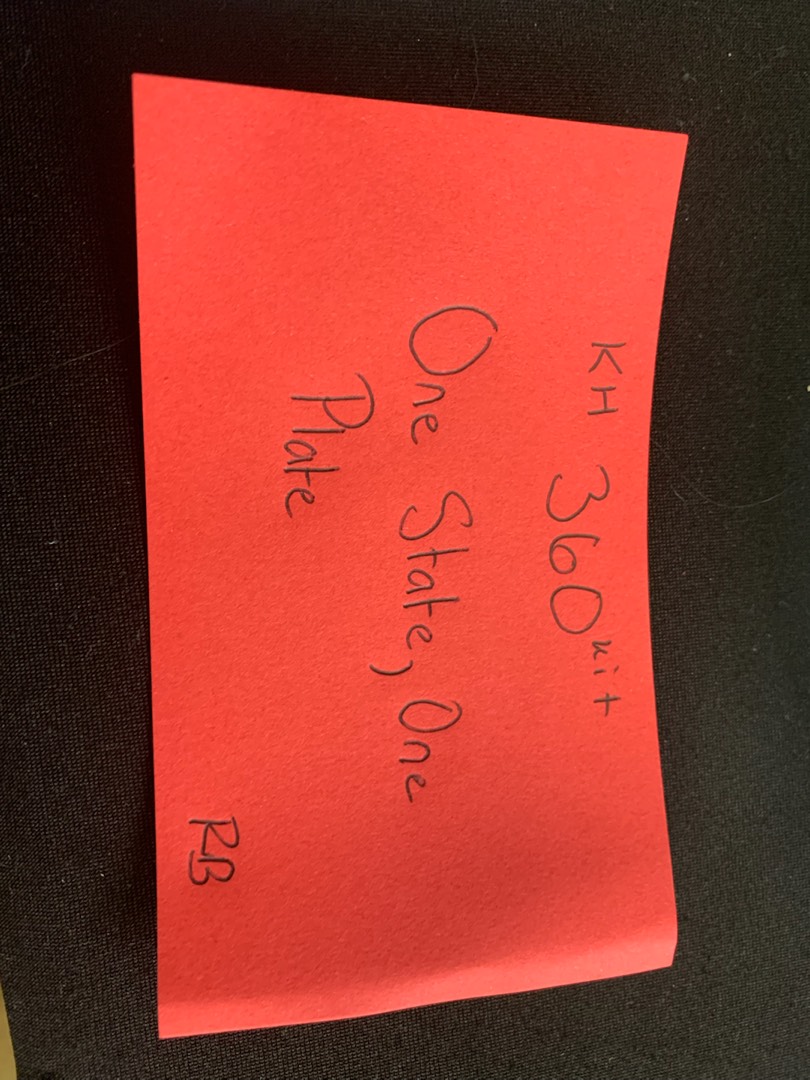 KH 360kit
One State, One
Plate
RB